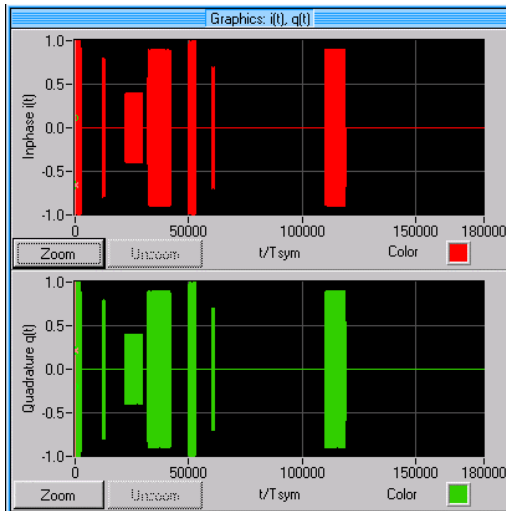 Graphics: i(t), q(t)
1.0
0.5
0.0
-0.5
-1.0
Inphase i(t)
0 50000 100000 150000 180000
Zoom Unzoom t/Tsym Color
1.0
0.5
0.0
-0.5
-1.0
Quadrature q(t)
0 50000 100000 150000 180000
Zoom Unzoom t/Tsym Color